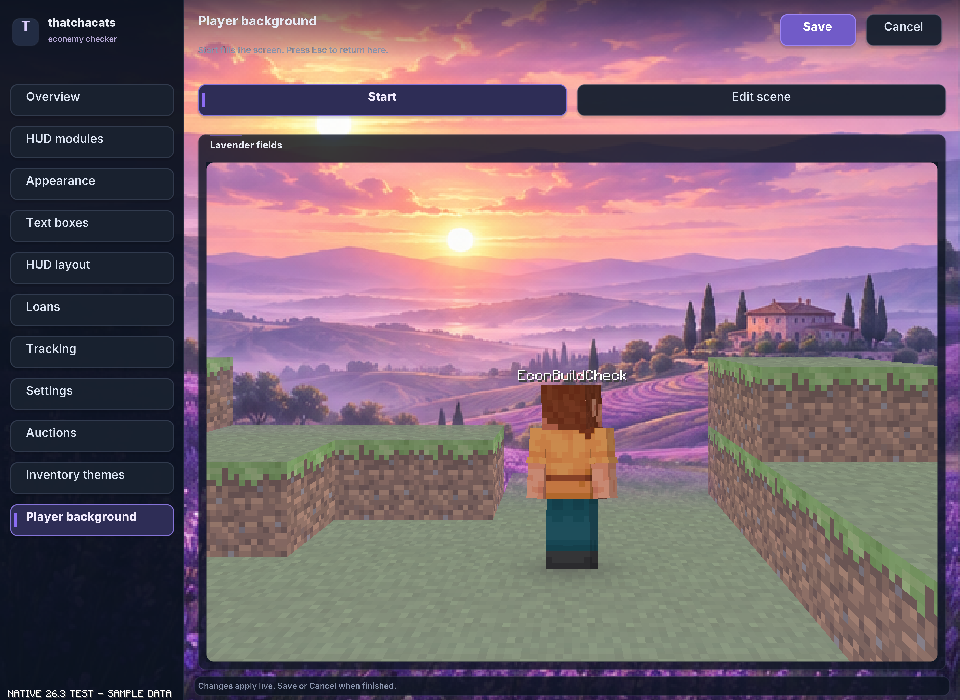 T
thatchacats
economy checker
Overview
HUD modules
Appearance
Text boxes
HUD layout
Loans
Tracking
Settings
Auctions
Inventory themes
Player background
NATIVE 26.3 TEST - SAMPLE DATA
Player background
the screen. Press Esc to return here.
Save
Cancel
Start
Edit scene
Lavender fields
EconBuildCheck
Changes apply live. Save or Cancel when finished.